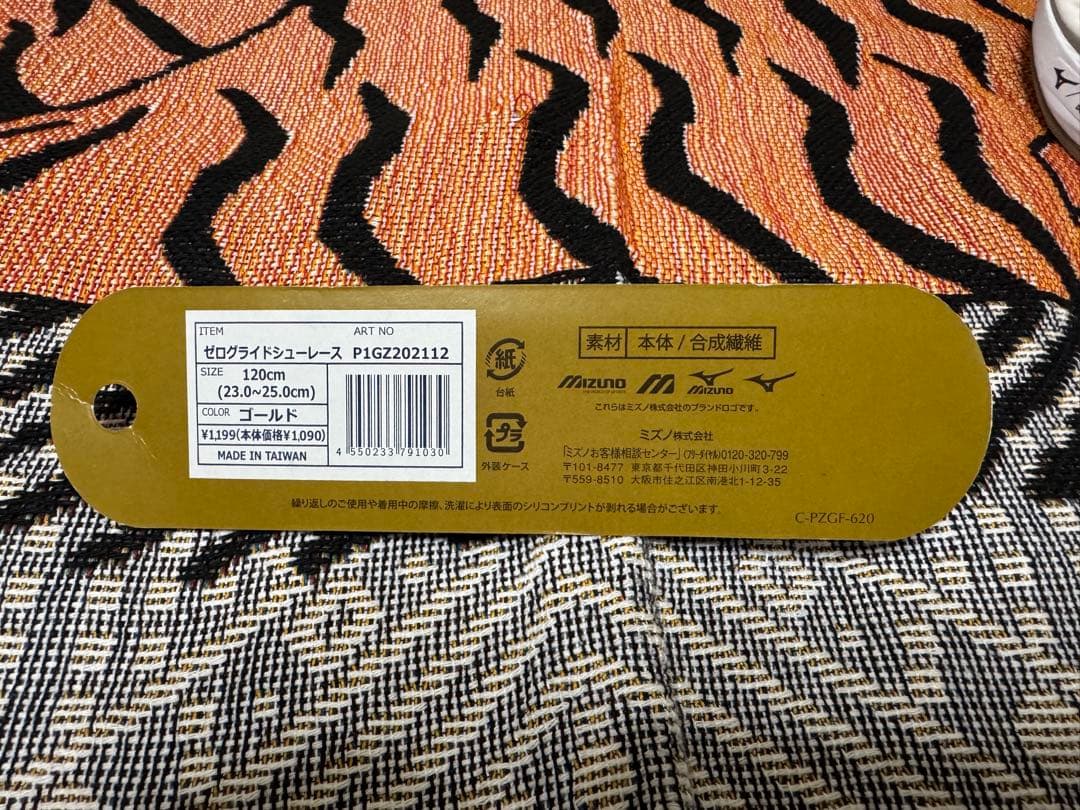 ITEM ART NO
ゼログライドシューレース P1GZ202112
SIZE 120cm
(23.0~25.0cm)
COLOR ゴールド
¥1,199(本体価格¥1,090)
MADE IN TAIWAN
4 550233 791030
紙
台紙
プラ
外装ケース
素材 本体 / 合成繊維
MIZUNO
MIZUNO
これらはミズノ株式会社のブランドロゴです。
ミズノ株式会社
「ミズノお客様相談センター」(フリーダイヤル)0120-320-799
〒101-8477 東京都千代田区神田小川町3-22
〒559-8510 大阪市住之江区南港北1-12-35
繰り返しのご使用や着用中の摩擦、洗濯により表面のシリコンプリントが剥れる場合がございます。
C-PZGF-620